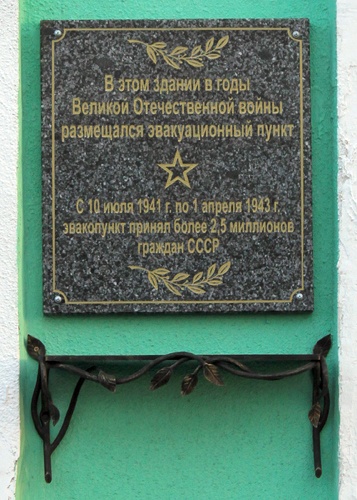 В этом здании в годы
Великой Отечественной войны
размещался эвакуационный пункт
С 10 июля 1941 г. по 1 апреля 1943 г.
эвакопункт принял более 2,5 миллионов
граждан СССР